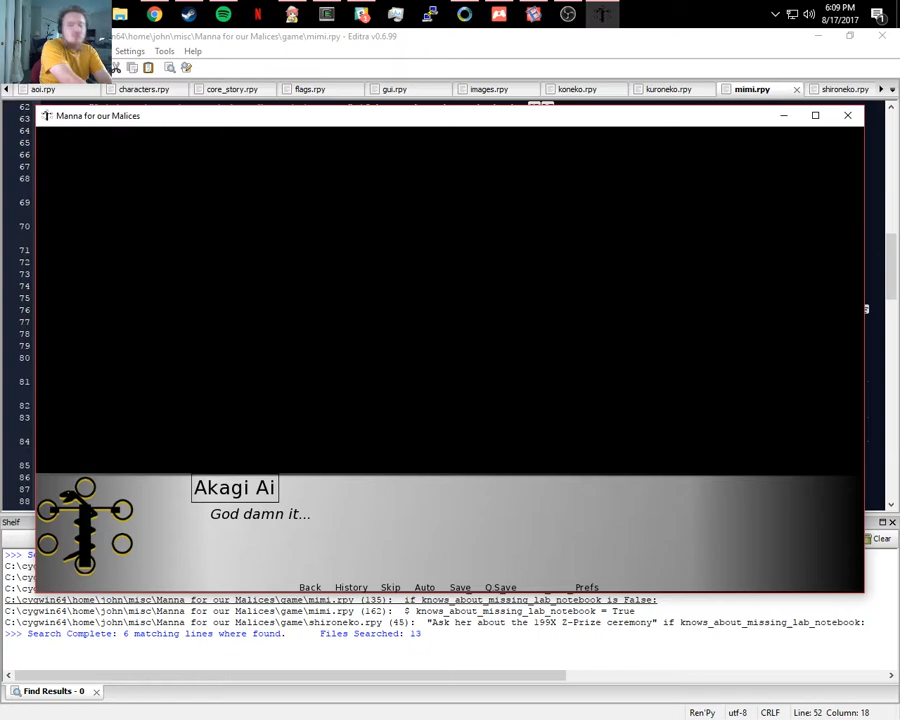 6:09 PM
8/17/2017
1
win64\home\john\misc\Manna for our Malices\game\mimi.rpy - Editra v0.6.99
Settings Tools Help
aoi.rpy characters.rpy core_story.rpy flags.rpy gui.rpy images.rpy koneko.rpy kuroneko.rpy mimi.rpy shironeko.rpy
62
63
64
65
66
67
68
69
70
71
72
73
74
75
76
77
78
79
80
81
82
83
84
85
86
87
88
Manna for our Malices
Akagi Ai
God damn it...
Back History Skip Auto Save Q.Save Prefs
Shelf
Clear
>>> Se
C:\cyg
C:\cyg
C:\cyg
C:\cygwin64\home\john\misc\Manna for our Malices\game\mimi.rpy (135): if knows_about_missing_lab_notebook is False:
C:\cygwin64\home\john\misc\Manna for our Malices\game\mimi.rpy (162): $ knows_about_missing_lab_notebook = True
C:\cygwin64\home\john\misc\Manna for our Malices\game\shironeko.rpy (45): "Ask her about the 199X Z-Prize ceremony" if knows_about_missing_lab_notebook:
>>> Search Complete: 6 matching lines where found. Files Searched: 13
Find Results - 0
Ren'Py utf-8 CRLF Line: 52 Column: 18